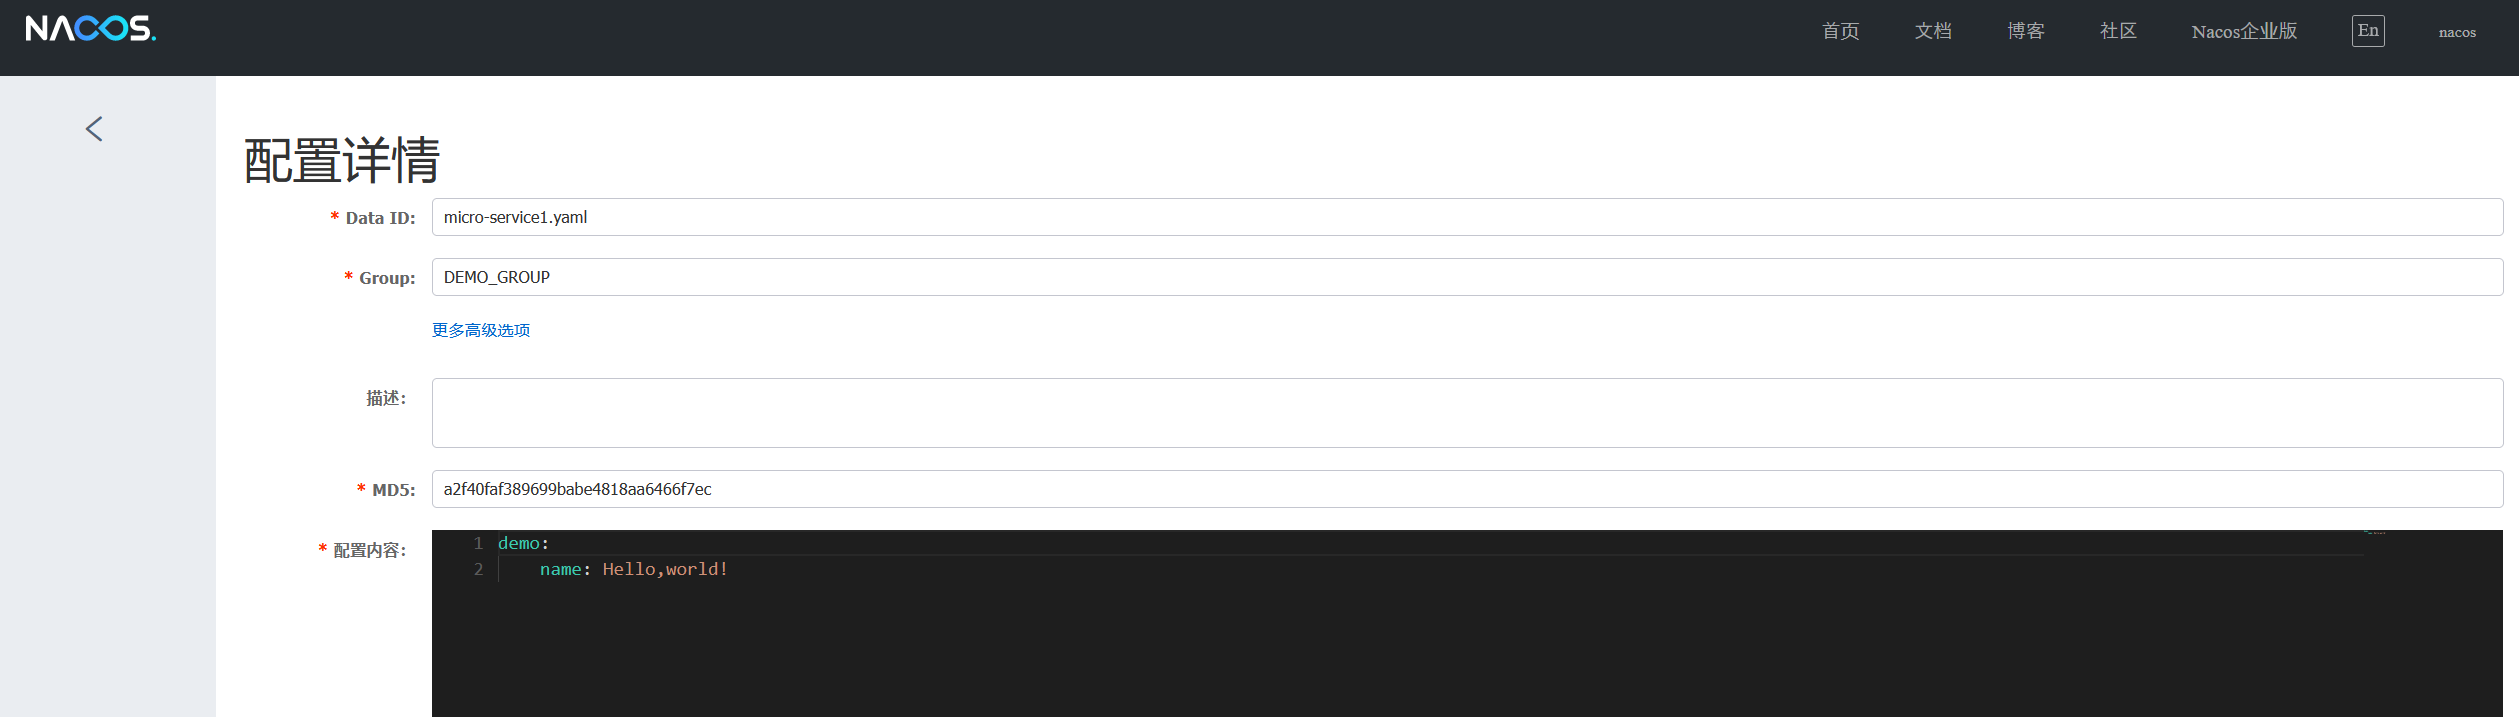 NACOS.
首页 文档 博客 社区 Nacos企业版 En nacos
配置详情
* Data ID: micro-service1.yaml
* Group: DEMO_GROUP
更多高级选项
描述:
* MD5: a2f40faf389699babe4818aa6466f7ec
* 配置内容:
1 demo:
2     name: Hello,world!